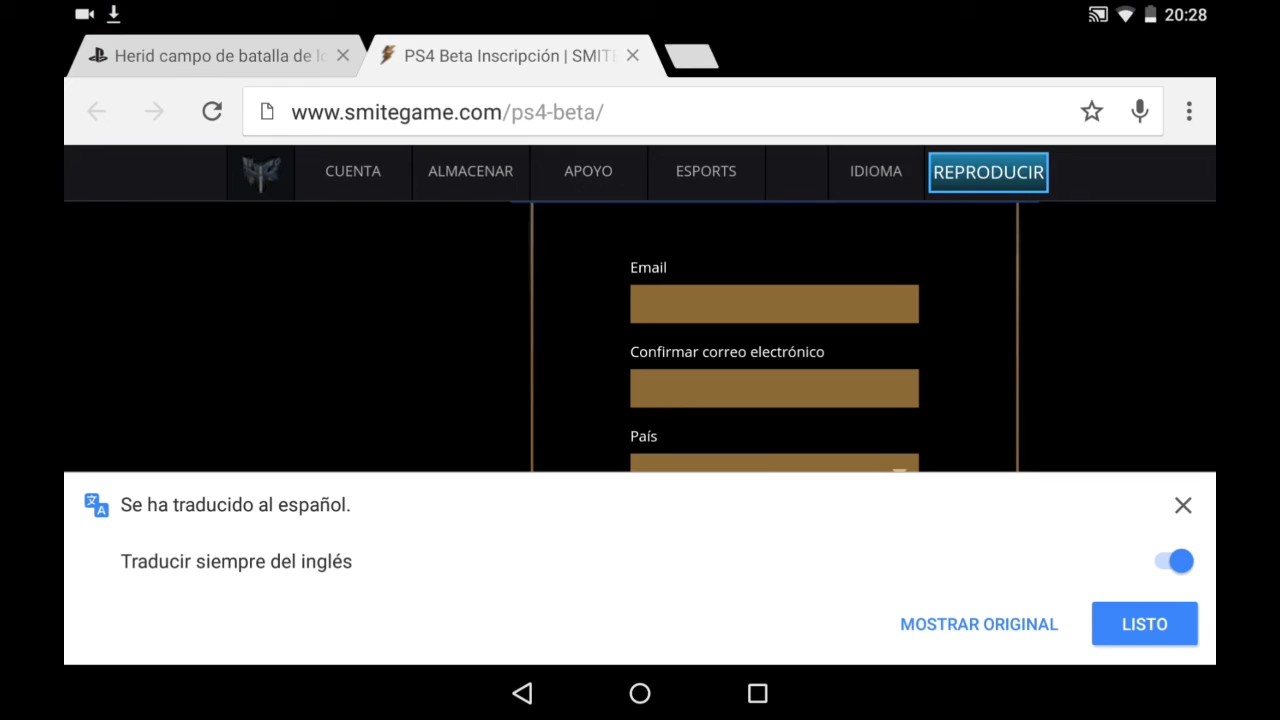 20:28
Herid campo de batalla de lo
PS4 Beta Inscripción | SMITE
www.smitegame.com/ps4-beta/
CUENTA
ALMACENAR
APOYO
ESPORTS
IDIOMA
REPRODUCIR
Email
Confirmar correo electrónico
País
Se ha traducido al español.
Traducir siempre del inglés
MOSTRAR ORIGINAL
LISTO